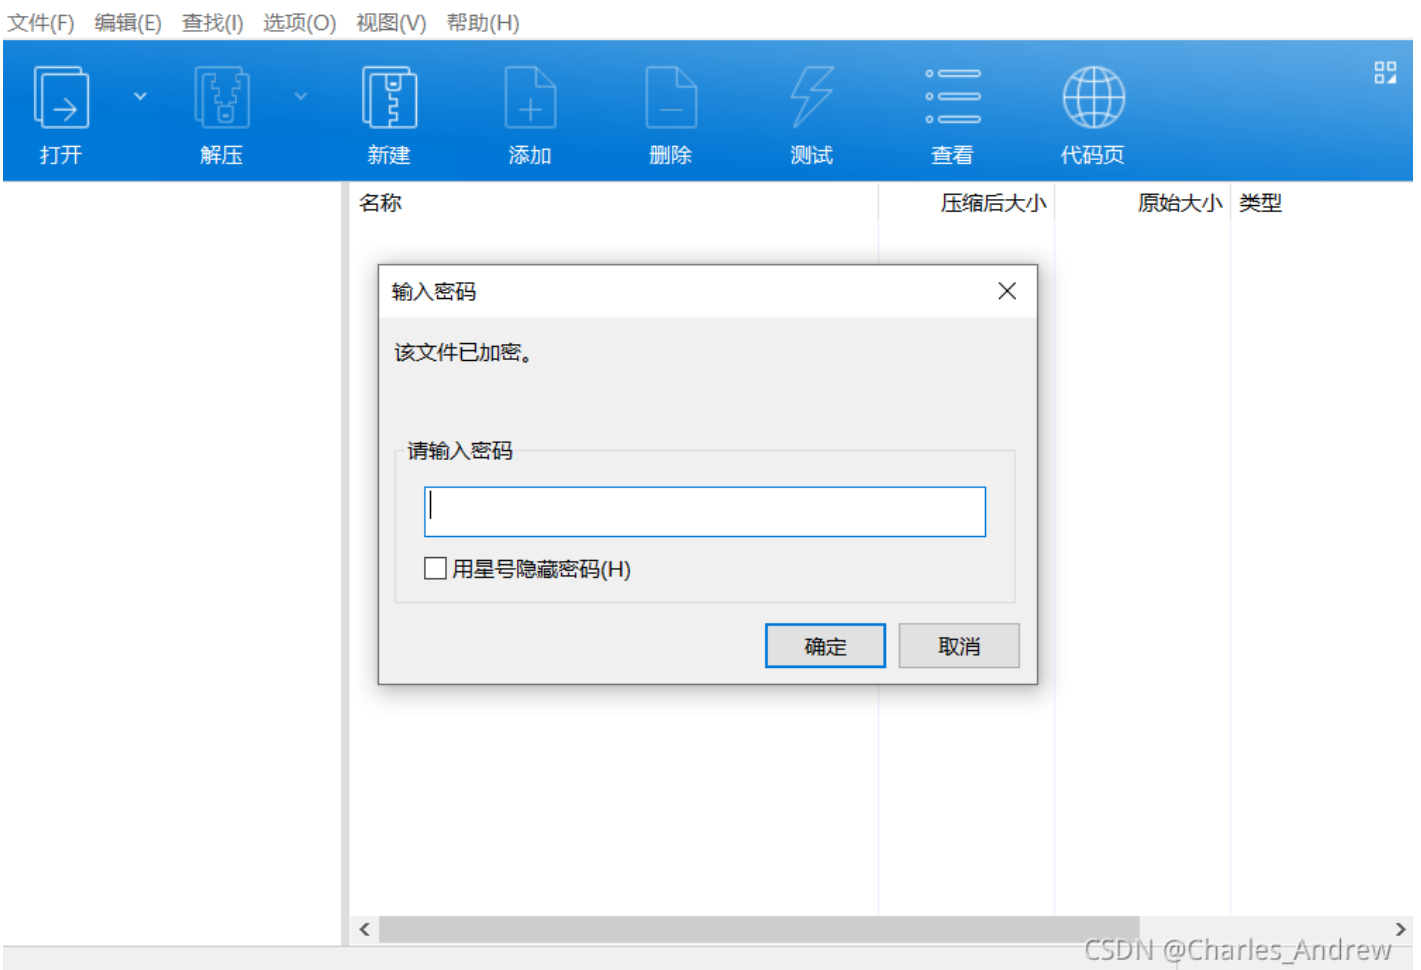 文件(F) 编辑(E) 查找(I) 选项(O) 视图(V) 帮助(H)
打开 解压 新建 添加 删除 测试 查看 代码页
名称 压缩后大小 原始大小 类型
输入密码
该文件已加密。
请输入密码
用星号隐藏密码(H)
确定 取消
CSDN @Charles_Andrew